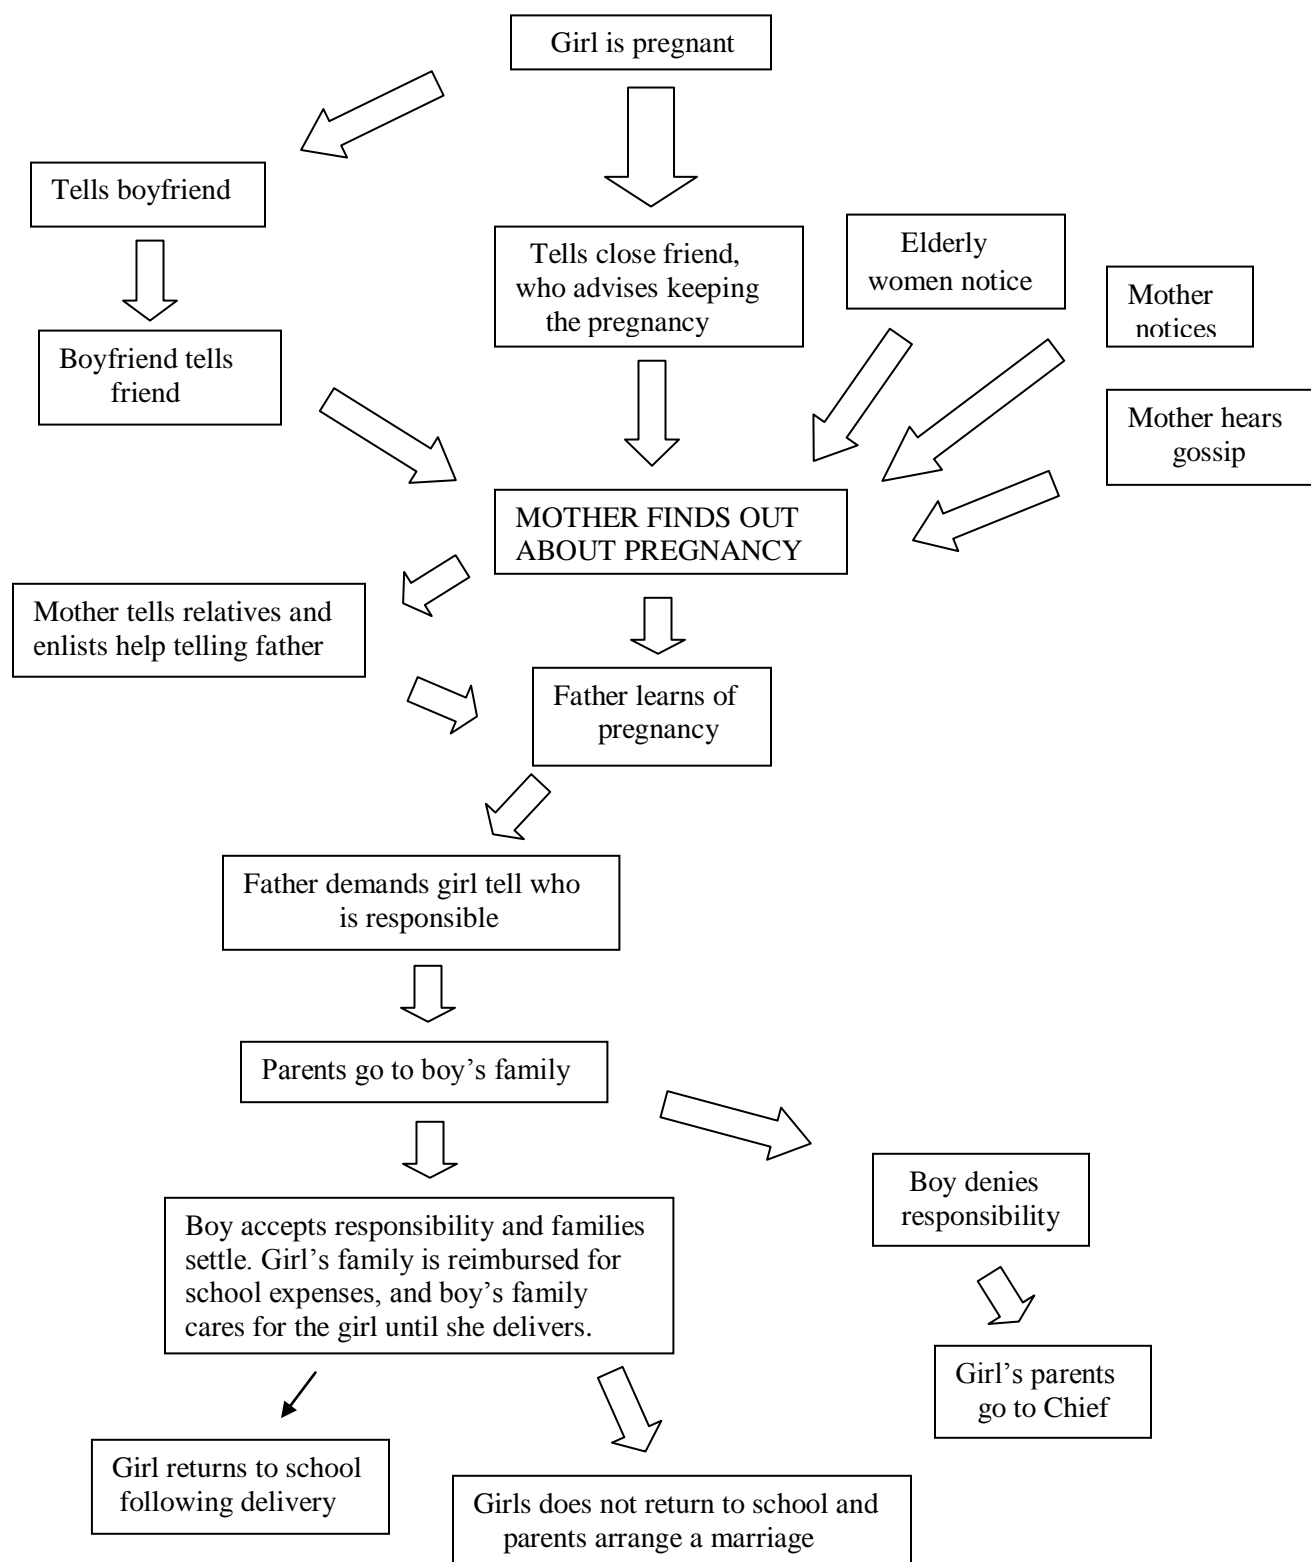 Girl is pregnant
Tells boyfriend
Tells close friend,
who advises keeping
the pregnancy
Elderly
women notice
Mother
notices
Boyfriend tells
friend
Mother hears
gossip
MOTHER FINDS OUT
ABOUT PREGNANCY
Mother tells relatives and
enlists help telling father
Father learns of
pregnancy
Father demands girl tell who
is responsible
Parents go to boy’s family
Boy accepts responsibility and families
settle. Girl’s family is reimbursed for
school expenses, and boy’s family
cares for the girl until she delivers.
Boy denies
responsibility
Girl’s parents
go to Chief
Girl returns to school
following delivery
Girls does not return to school and
parents arrange a marriage